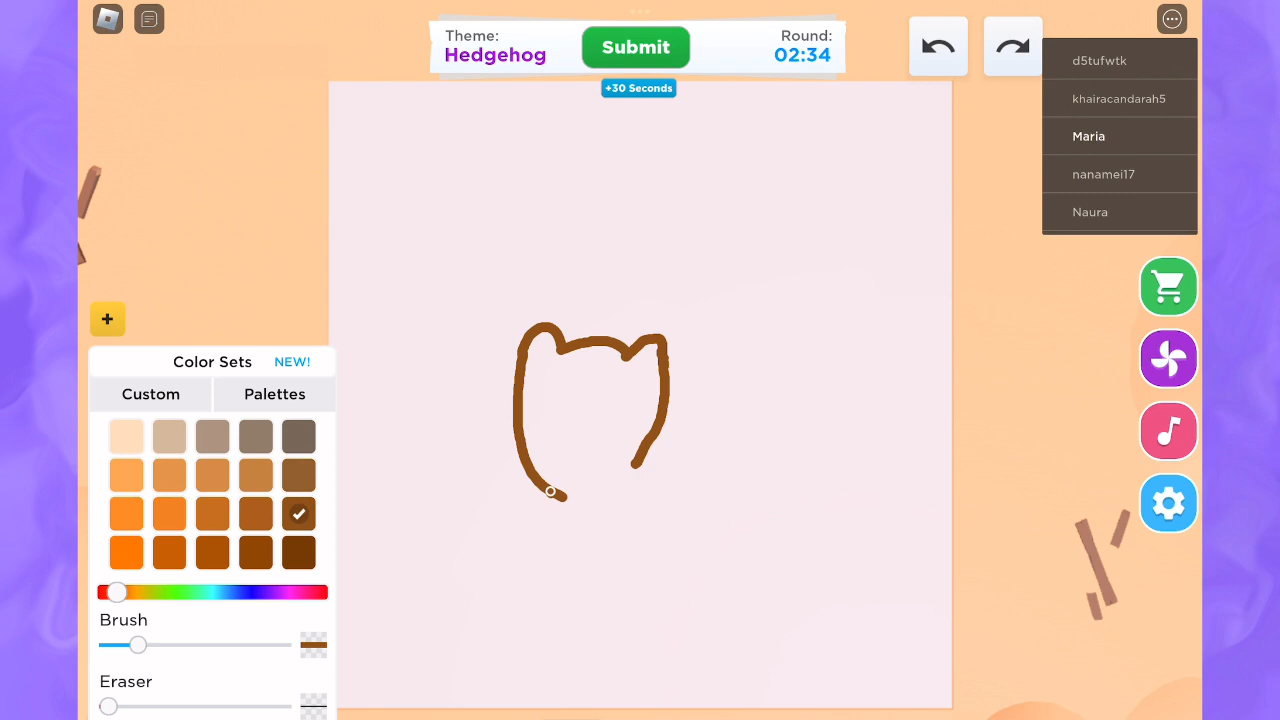 Theme:
Hedgehog
Submit
Round:
02:34
+30 Seconds
d5tufwtk
khairacandarah5
Maria
nanamei17
Naura
+
Color Sets NEW!
Custom Palettes
Brush
Eraser